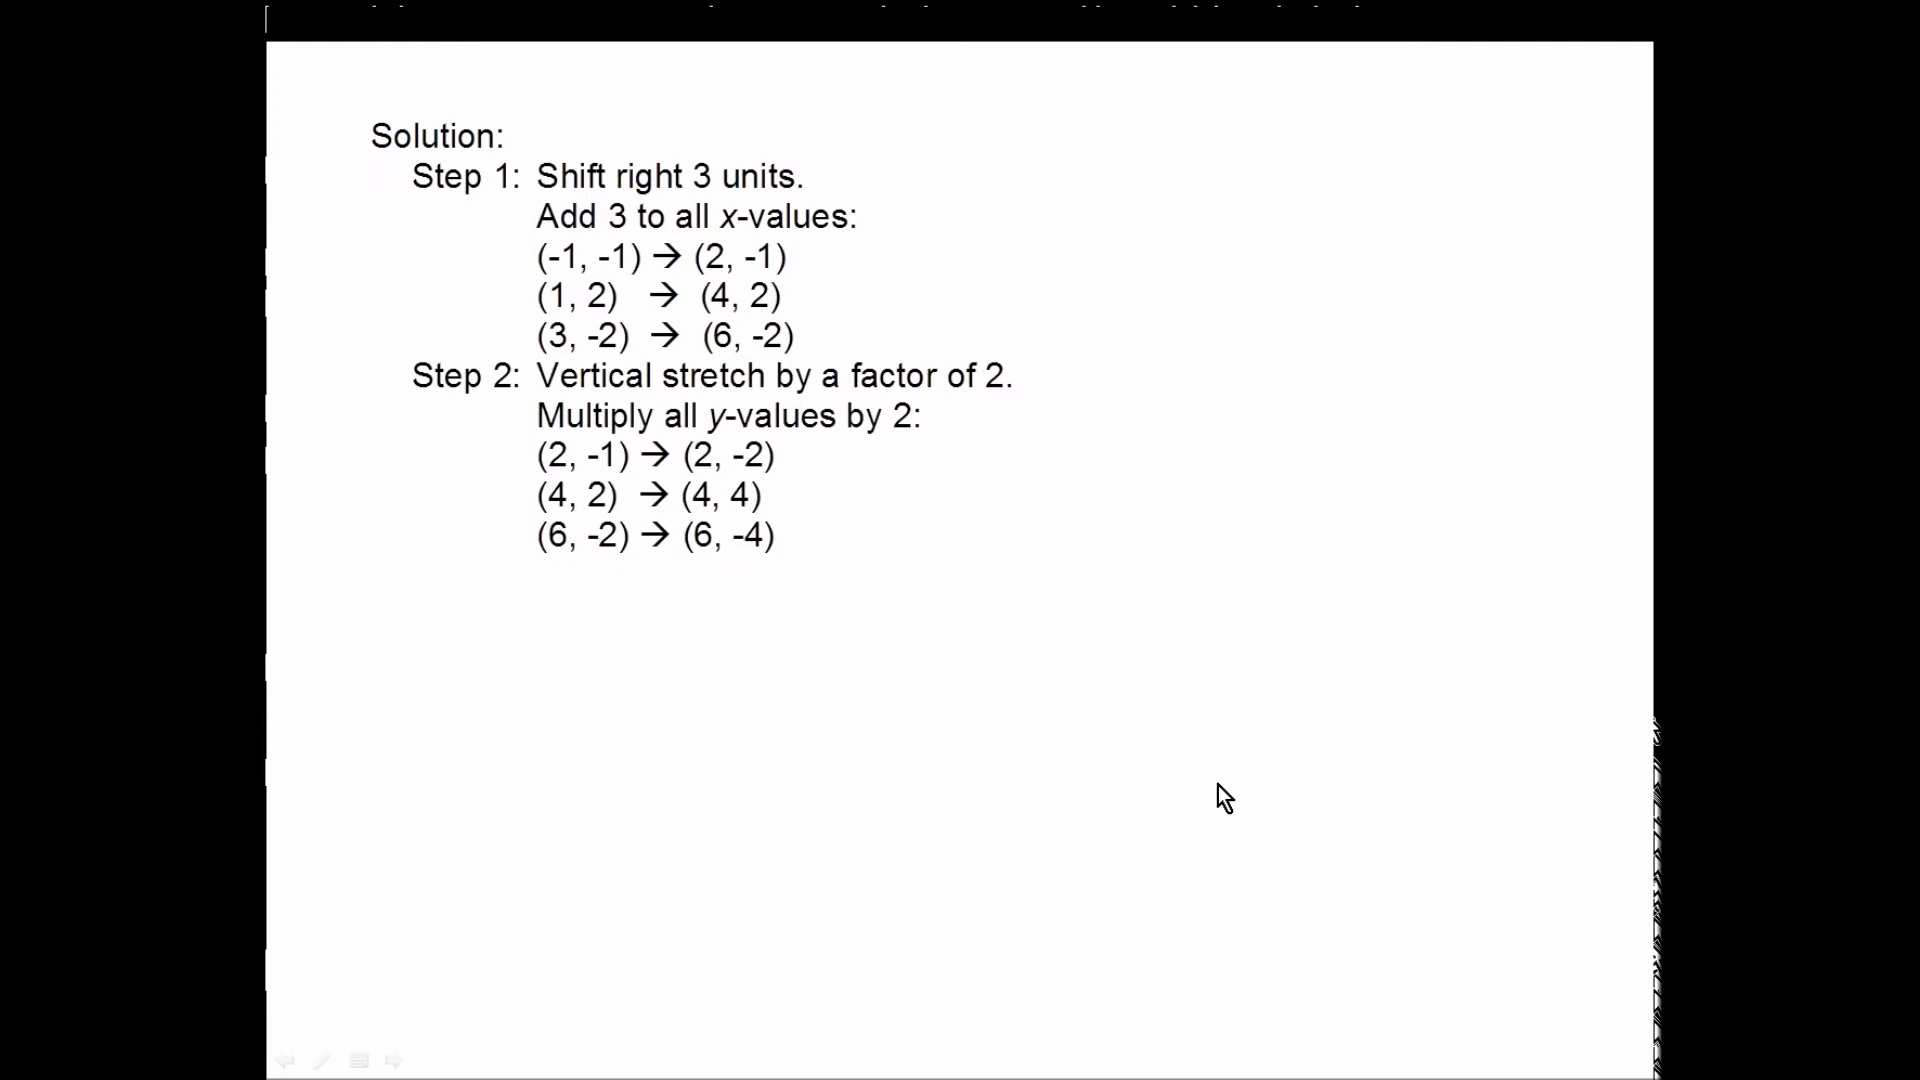 Solution:
Step 1: Shift right 3 units.
Add 3 to all x-values:
(-1, -1) → (2, -1)
(1, 2) → (4, 2)
(3, -2) → (6, -2)
Step 2: Vertical stretch by a factor of 2.
Multiply all y-values by 2:
(2, -1) → (2, -2)
(4, 2) → (4, 4)
(6, -2) → (6, -4)